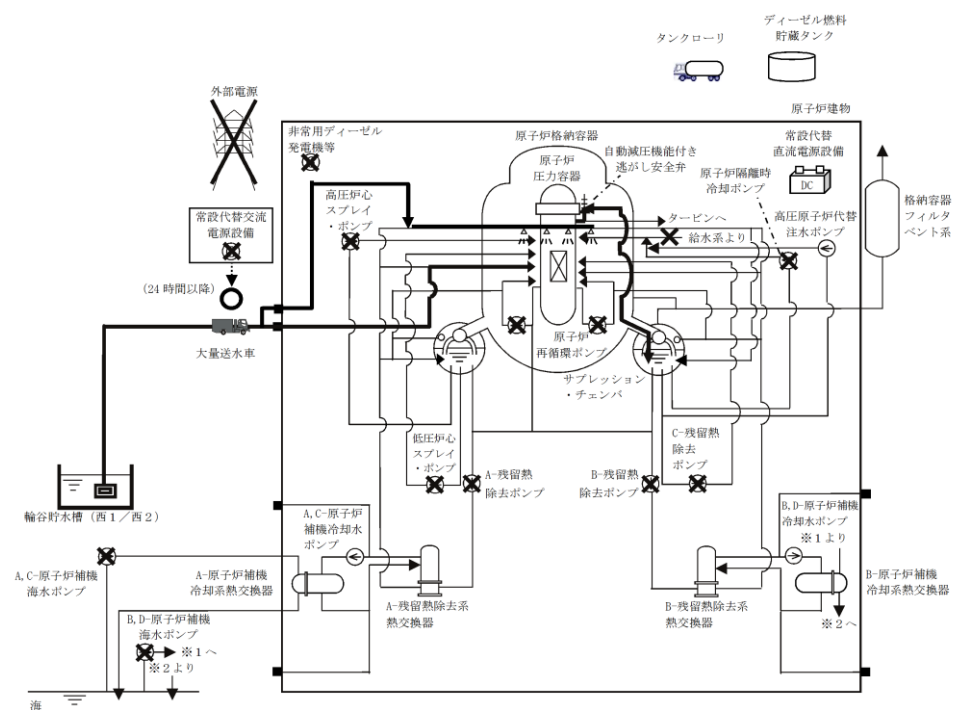 ディーゼル燃料
貯蔵タンク
タンクローリ
外部電源
原子炉建物
非常用ディーゼル
発電機等
原子炉格納容器
常設代替
直流電源設備
DC
自動減圧機能付き
逃がし安全弁
原子炉
圧力容器
原子炉隔離時
冷却ポンプ
高圧炉心
スプレイ
・ポンプ
タービンへ
給水系より
高圧原子炉代替
注水ポンプ
格納容器
フィルタ
ベント系
常設代替交流
電源設備
(24 時間以降)
大量送水車
原子炉
再循環ポンプ
サプレッション
・チェンバ
低圧炉心
スプレイ
・ポンプ
A-残留熱
除去ポンプ
B-残留熱
除去ポンプ
C-残留熱
除去
ポンプ
輪谷貯水槽（西１／西２）
A,C-原子炉補機
海水ポンプ
A-原子炉補機
冷却系熱交換器
A,C-原子炉
補機冷却水
ポンプ
B,D-原子炉補機
冷却水ポンプ
※１より
B,D-原子炉補機
海水ポンプ
※１へ
※２より
A-残留熱除去系
熱交換器
B-残留熱除去系
熱交換器
B-原子炉補機
冷却系熱交換器
※２へ
海